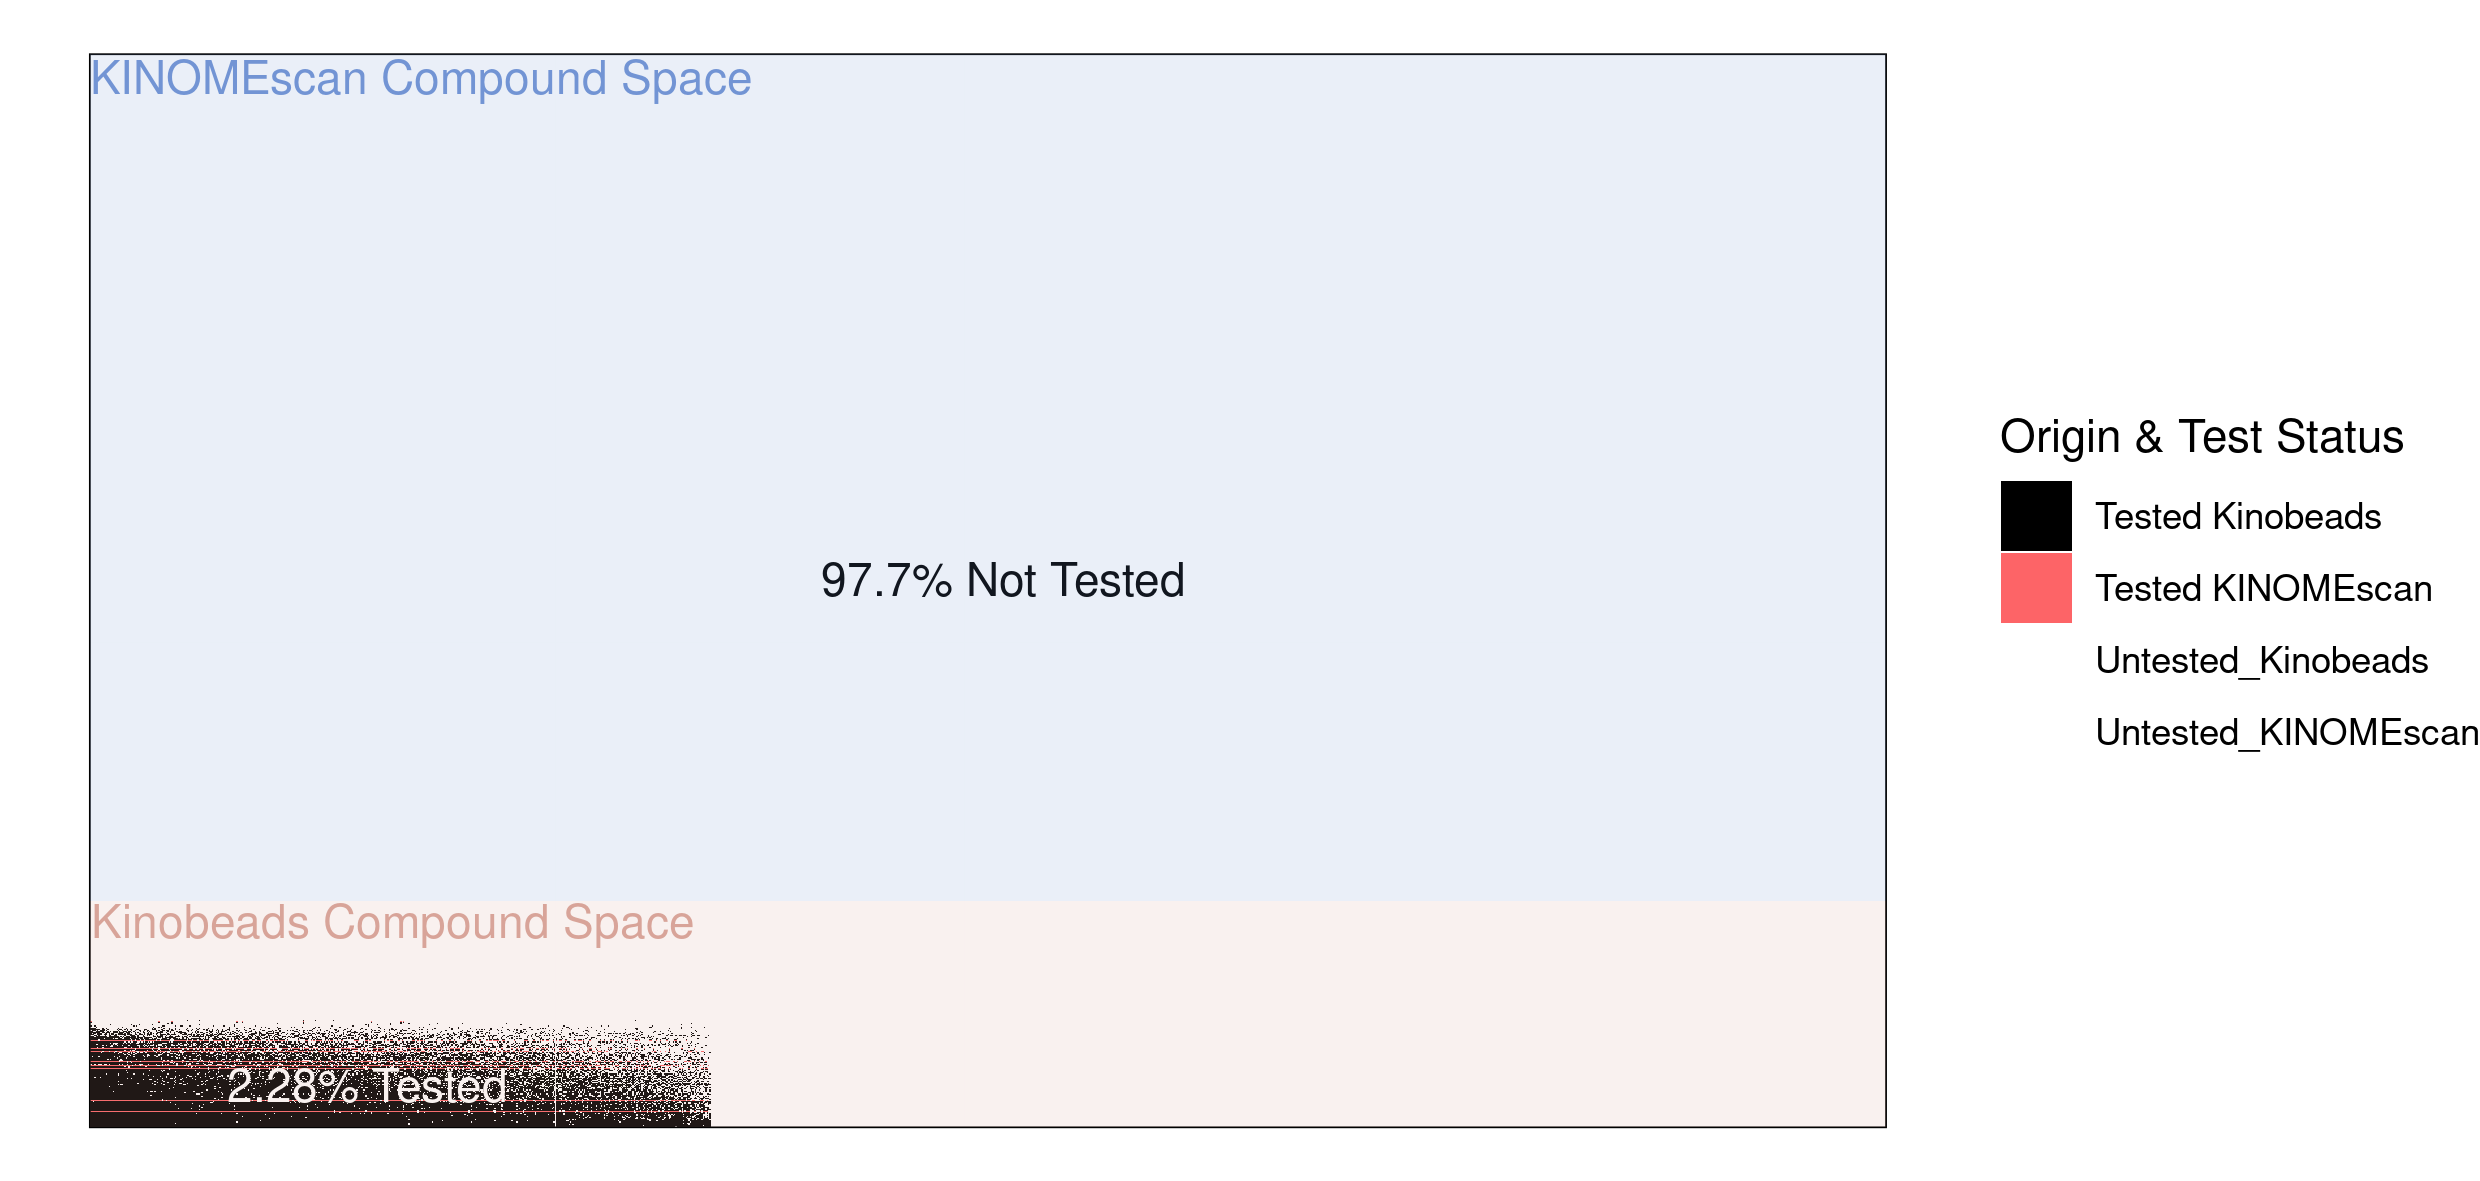 KINOMEscan Compound Space
97.7% Not Tested
Kinobeads Compound Space
2.28% Tested
Origin & Test Status
Tested Kinobeads
Tested KINOMEscan
Untested_Kinobeads
Untested_KINOMEscan